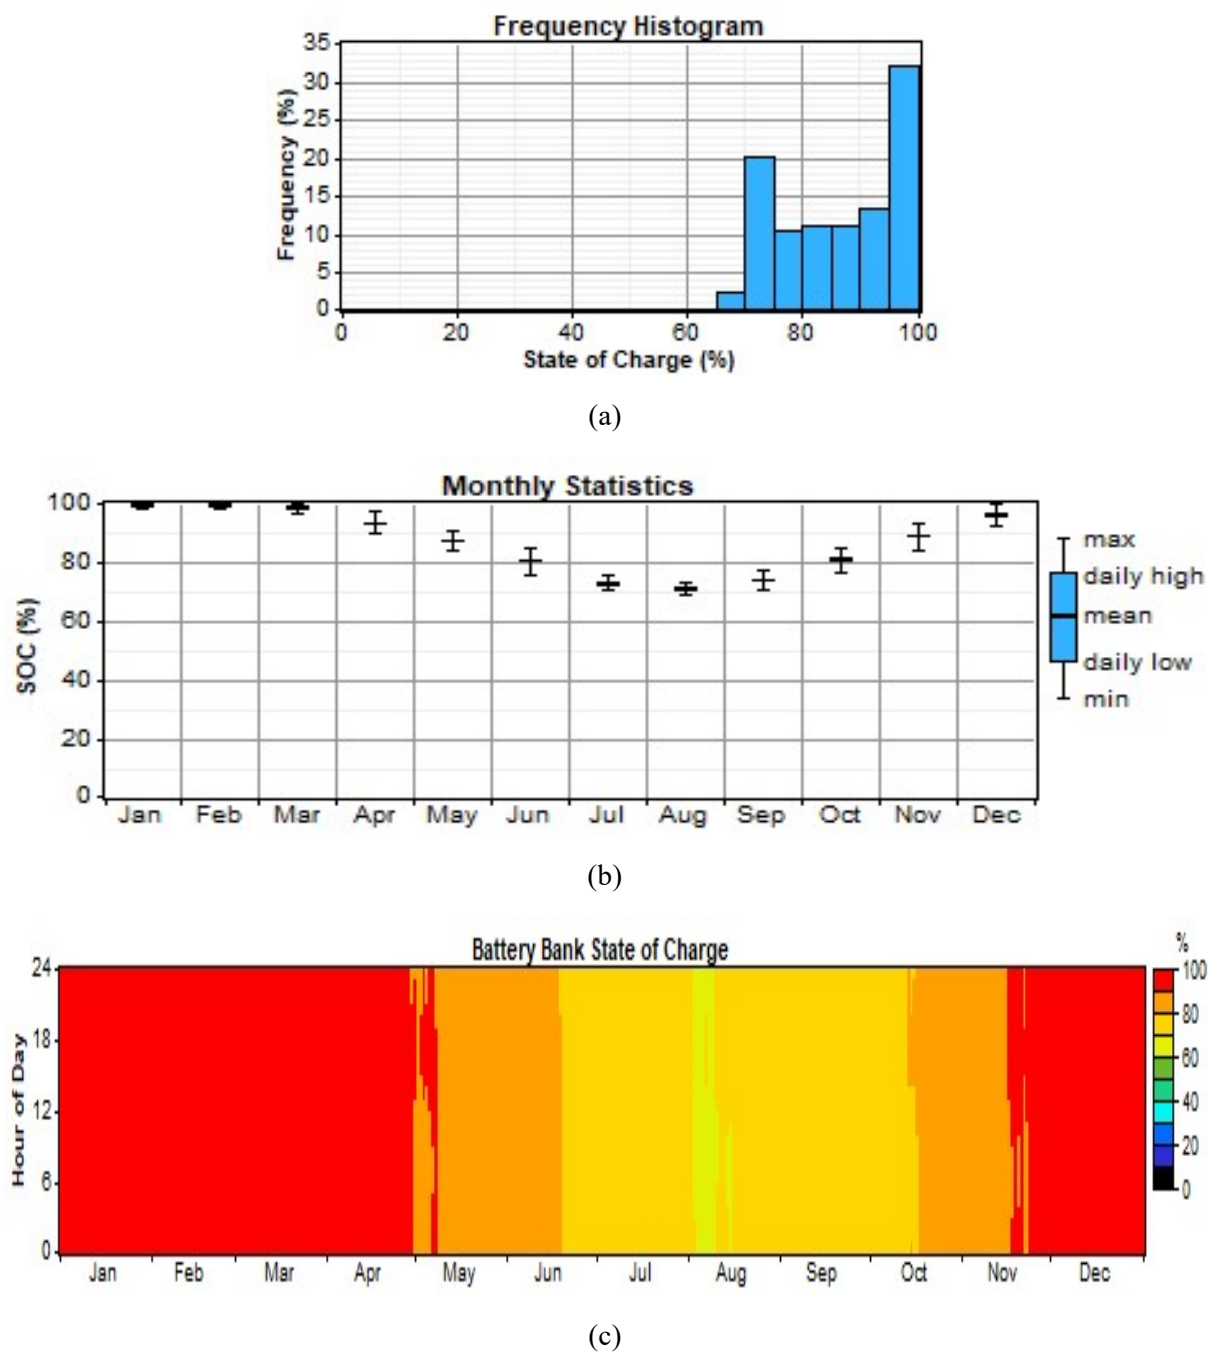 Frequency Histogram
35
30
25
20
15
10
5
0
Frequency (%)
0 20 40 60 80 100
State of Charge (%)
(a)
Monthly Statistics
100
80
60
40
20
0
SOC (%)
Jan Feb Mar Apr May Jun Jul Aug Sep Oct Nov Dec
max
daily high
mean
daily low
min
(b)
Battery Bank State of Charge
24
18
12
6
0
Hour of Day
Jan Feb Mar Apr May Jun Jul Aug Sep Oct Nov Dec
%
100
80
60
40
20
0
(c)